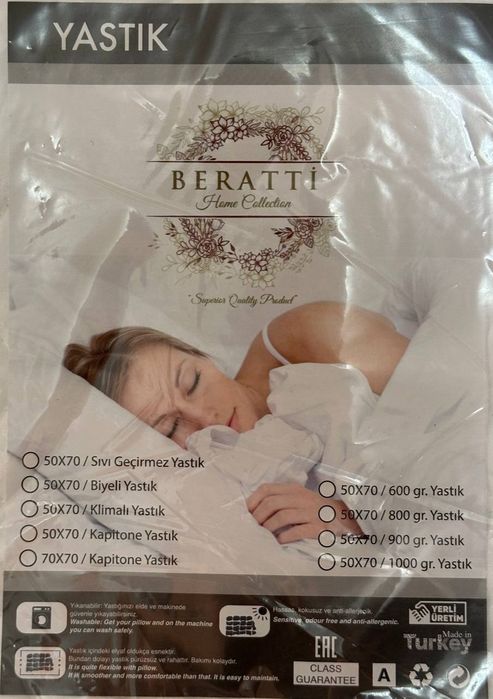 YASTIK
BERATTİ
Home Collection
"Superior Quality Product"
50X70 / Sıvı Geçirmez Yastık
50X70 / Biyeli Yastık
50X70 / Klimalı Yastık
50X70 / Kapitone Yastık
70X70 / Kapitone Yastık
50X70 / 600 gr. Yastık
50X70 / 800 gr. Yastık
50X70 / 900 gr. Yastık
50X70 / 1000 gr. Yastık
Yıkanabilir: Yastığınızı elde ve makinede
güvenle yıkayabilirsiniz.
Washable: Get your pillow and on the machine
you can wash safely.
Yastık içindeki elyaf oldukça esnektir.
Bundan dolayı yastık pürüzsüz ve rahattır. Bakımı kolaydır.
It is quite flexible with pillow.
It is smoother and more comfortable than that. It is easy to maintain.
Hassas, kokusuz ve anti-allerjenik.
Sensitive, odour free and anti-allergenic.
EAC
CLASS
GUARANTEE
A
YERLİ
ÜRETİM
Made in
Turkey